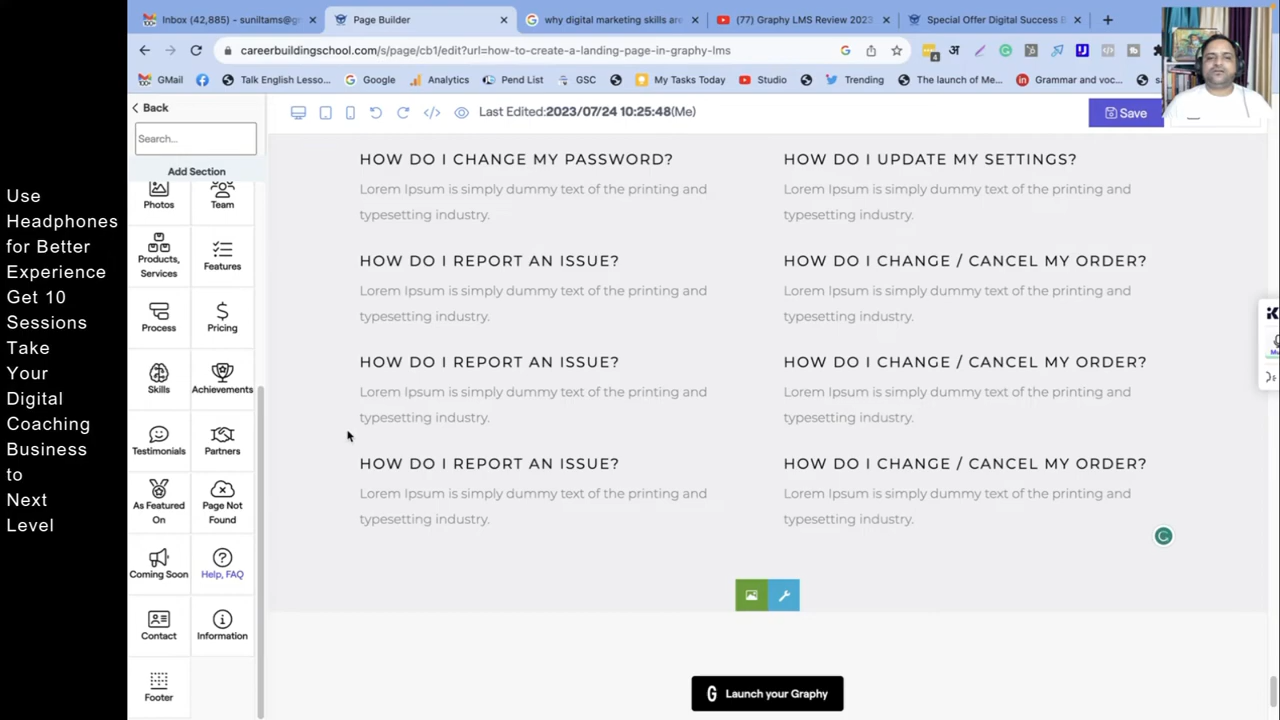 Inbox (42,885) - suniltams@g
Page Builder
why digital marketing skills are
(77) Graphy LMS Review 2023
Special Offer Digital Success B
careerbuildingschool.com/s/page/cb1/edit?url=how-to-create-a-landing-page-in-graphy-lms
GMail
Talk English Lesso...
Google
Analytics
Pend List
GSC
My Tasks Today
Studio
Trending
The launch of Me...
Grammar and voc...
Back
Last Edited:2023/07/24 10:25:48(Me)
Save
Search...
Add Section
Photos
Team
Products,
Services
Features
Process
Pricing
Skills
Achievements
Testimonials
Partners
As Featured
On
Page Not
Found
Coming Soon
Help, FAQ
Contact
Information
Footer
Use
Headphones
for Better
Experience
Get 10
Sessions
Take
Your
Digital
Coaching
Business
to
Next
Level
HOW DO I CHANGE MY PASSWORD?
Lorem Ipsum is simply dummy text of the printing and
typesetting industry.
HOW DO I UPDATE MY SETTINGS?
Lorem Ipsum is simply dummy text of the printing and
typesetting industry.
HOW DO I REPORT AN ISSUE?
Lorem Ipsum is simply dummy text of the printing and
typesetting industry.
HOW DO I CHANGE / CANCEL MY ORDER?
Lorem Ipsum is simply dummy text of the printing and
typesetting industry.
HOW DO I REPORT AN ISSUE?
Lorem Ipsum is simply dummy text of the printing and
typesetting industry.
HOW DO I CHANGE / CANCEL MY ORDER?
Lorem Ipsum is simply dummy text of the printing and
typesetting industry.
HOW DO I REPORT AN ISSUE?
Lorem Ipsum is simply dummy text of the printing and
typesetting industry.
HOW DO I CHANGE / CANCEL MY ORDER?
Lorem Ipsum is simply dummy text of the printing and
typesetting industry.
Launch your Graphy